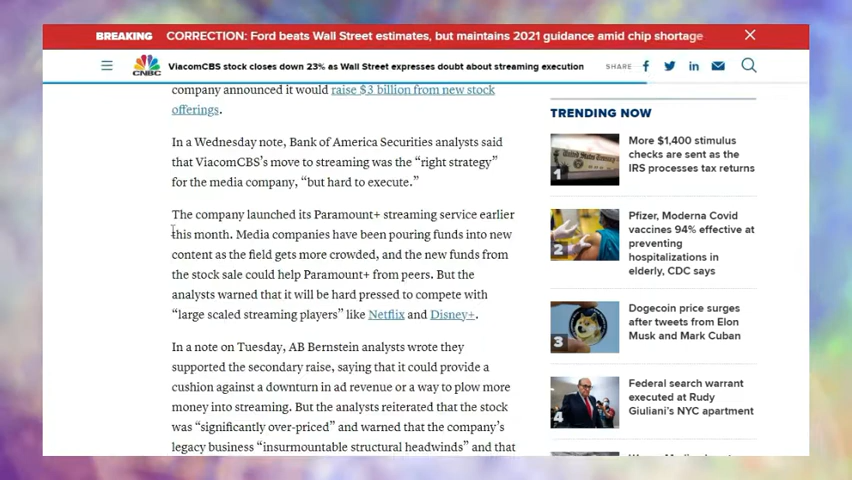 BREAKING CORRECTION: Ford beats Wall Street estimates, but maintains 2021 guidance amid chip shortage
CNBC
ViacomCBS stock closes down 23% as Wall Street expresses doubt about streaming execution
SHARE
company announced it would raise $3 billion from new stock
offerings.
In a Wednesday note, Bank of America Securities analysts said
that ViacomCBS's move to streaming was the “right strategy”
for the media company, “but hard to execute.”
The company launched its Paramount+ streaming service earlier
this month. Media companies have been pouring funds into new
content as the field gets more crowded, and the new funds from
the stock sale could help Paramount+ from peers. But the
analysts warned that it will be hard pressed to compete with
“large scaled streaming players” like Netflix and Disney+.
In a note on Tuesday, AB Bernstein analysts wrote they
supported the secondary raise, saying that it could provide a
cushion against a downturn in ad revenue or a way to plow more
money into streaming. But the analysts reiterated that the stock
was “significantly over-priced” and warned that the company's
legacy business “insurmountable structural headwinds” and that
TRENDING NOW
1
More $1,400 stimulus
checks are sent as the
IRS processes tax returns
2
Pfizer, Moderna Covid
vaccines 94% effective at
preventing
hospitalizations in
elderly, CDC says
3
Dogecoin price surges
after tweets from Elon
Musk and Mark Cuban
4
Federal search warrant
executed at Rudy
Giuliani's NYC apartment